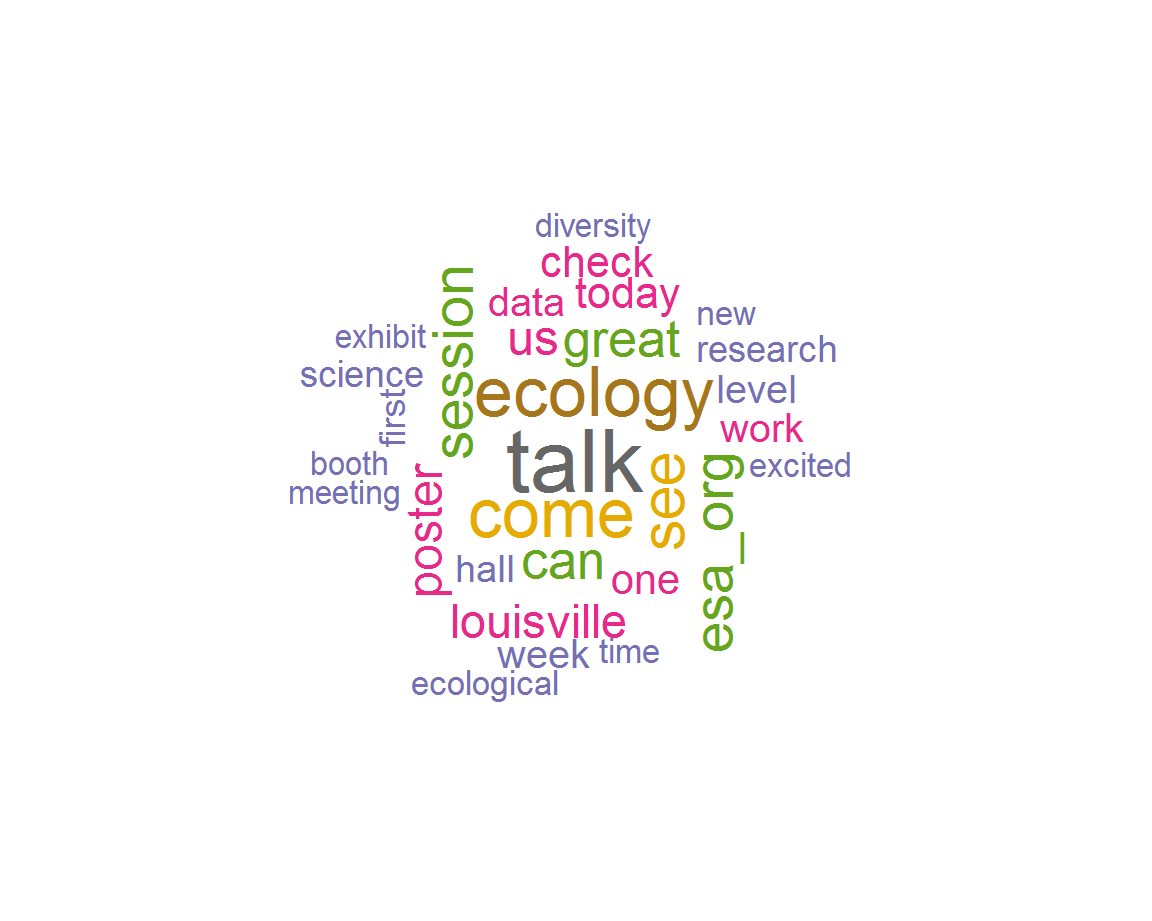 diversity
check
data
today
new
exhibit
session
us
great
research
science
ecology
level
first
work
booth
talk
see
esa_org
excited
meeting
poster
come
hall
can
one
louisville
week
time
ecological